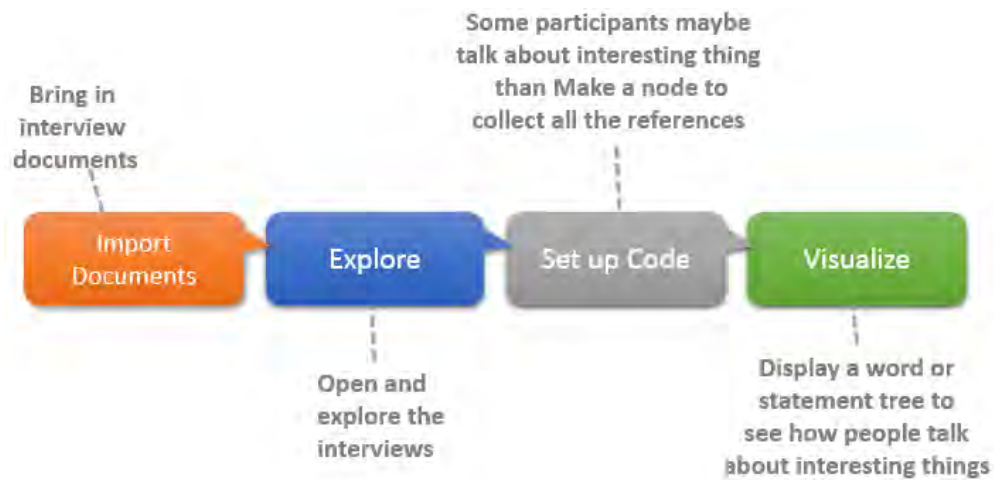 Some participants maybe
talk about interesting thing
than Make a node to
collect all the references
Bring in
interview
documents
Import
Documents
Explore
Set up Code
Visualize
Open and
explore the
interviews
Display a word or
statement tree to
see how people talk
about interesting things